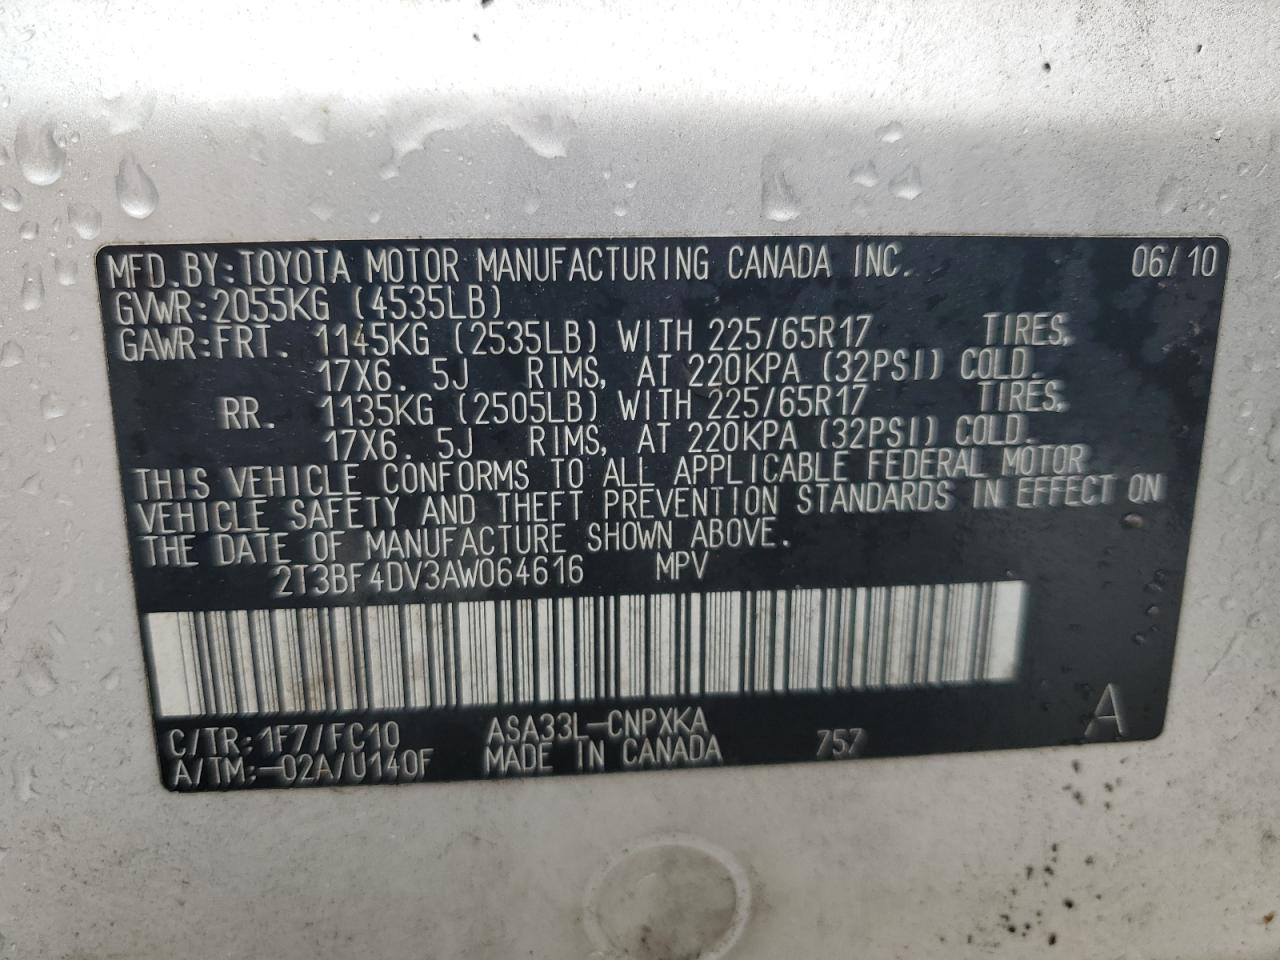 MFD.BY:TOYOTA MOTOR MANUFACTURING CANADA INC. 06/10
GVWR:2055KG (4535LB)
GAWR:FRT. 1145KG (2535LB) WITH 225/65R17 TIRES,
17X6. 5J RIMS, AT 220KPA (32PSI) COLD.
RR. 1135KG (2505LB) WITH 225/65R17 TIRES,
17X6. 5J RIMS, AT 220KPA (32PSI) COLD.
THIS VEHICLE CONFORMS TO ALL APPLICABLE FEDERAL MOTOR
VEHICLE SAFETY AND THEFT PREVENTION STANDARDS IN EFFECT ON
THE DATE OF MANUFACTURE SHOWN ABOVE.
2T3BF4DV3AW064616 MPV
C/TR:1F7/FC10 ASA33L-CNPXKA A
A/TM:-02A/U140F MADE IN CANADA 757